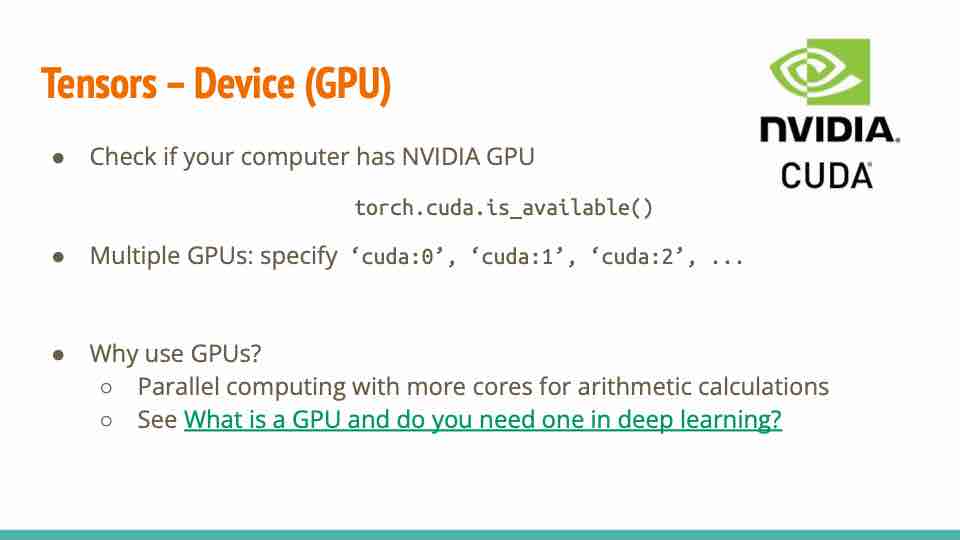 Tensors – Device (GPU)
NVIDIA.
CUDA®
● Check if your computer has NVIDIA GPU
torch.cuda.is_available()
● Multiple GPUs: specify ‘cuda:0’, ‘cuda:1’, ‘cuda:2’, ...
● Why use GPUs?
○ Parallel computing with more cores for arithmetic calculations
○ See What is a GPU and do you need one in deep learning?